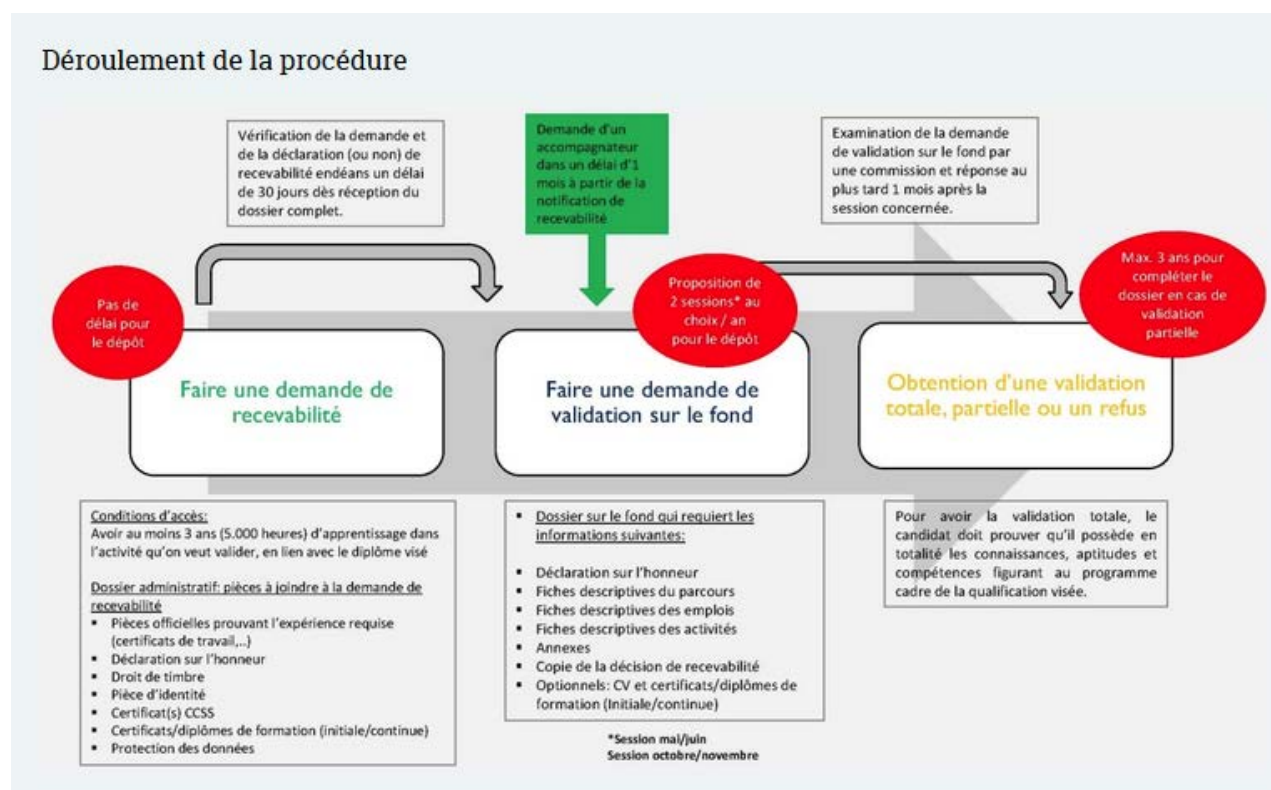 Déroulement de la procédure
Vérification de la demande et
de la déclaration (ou non) de
recevabilité endéans un délai
de 30 jours dès réception du
dossier complet.
Demande d'un
accompagnateur
dans un délai d'1
mois à partir de la
notification de
recevabilité
Examination de la demande
de validation sur le fond par
une commission et réponse au
plus tard 1 mois après la
session concernée.
Pas de
délai pour
le dépôt
Proposition de
2 sessions* au
choix / an
pour le dépôt
Max. 3 ans pour
compléter le
dossier en cas de
validation
partielle
Faire une demande de
recevabilité
Faire une demande de
validation sur le fond
Obtention d'une validation
totale, partielle ou un refus
Conditions d'accès:
Avoir au moins 3 ans (5.000 heures) d'apprentissage dans
l'activité qu'on veut valider, en lien avec le diplôme visé
Dossier administratif: pièces à joindre à la demande de
recevabilité
▪ Pièces officielles prouvant l'expérience requise
(certificats de travail,..)
▪ Déclaration sur l'honneur
▪ Droit de timbre
▪ Pièce d'identité
▪ Certificat(s) CCSS
▪ Certificats/diplômes de formation (initiale/continue)
▪ Protection des données
▪ Dossier sur le fond qui requiert les
informations suivantes:
▪ Déclaration sur l'honneur
▪ Fiches descriptives du parcours
▪ Fiches descriptives des emplois
▪ Fiches descriptives des activités
▪ Annexes
▪ Copie de la décision de recevabilité
▪ Optionnels: CV et certificats/diplômes de
formation (Initiale/continue)
*Session mai/juin
Session octobre/novembre
Pour avoir la validation totale, le
candidat doit prouver qu'il possède en
totalité les connaissances, aptitudes et
compétences figurant au programme
cadre de la qualification visée.